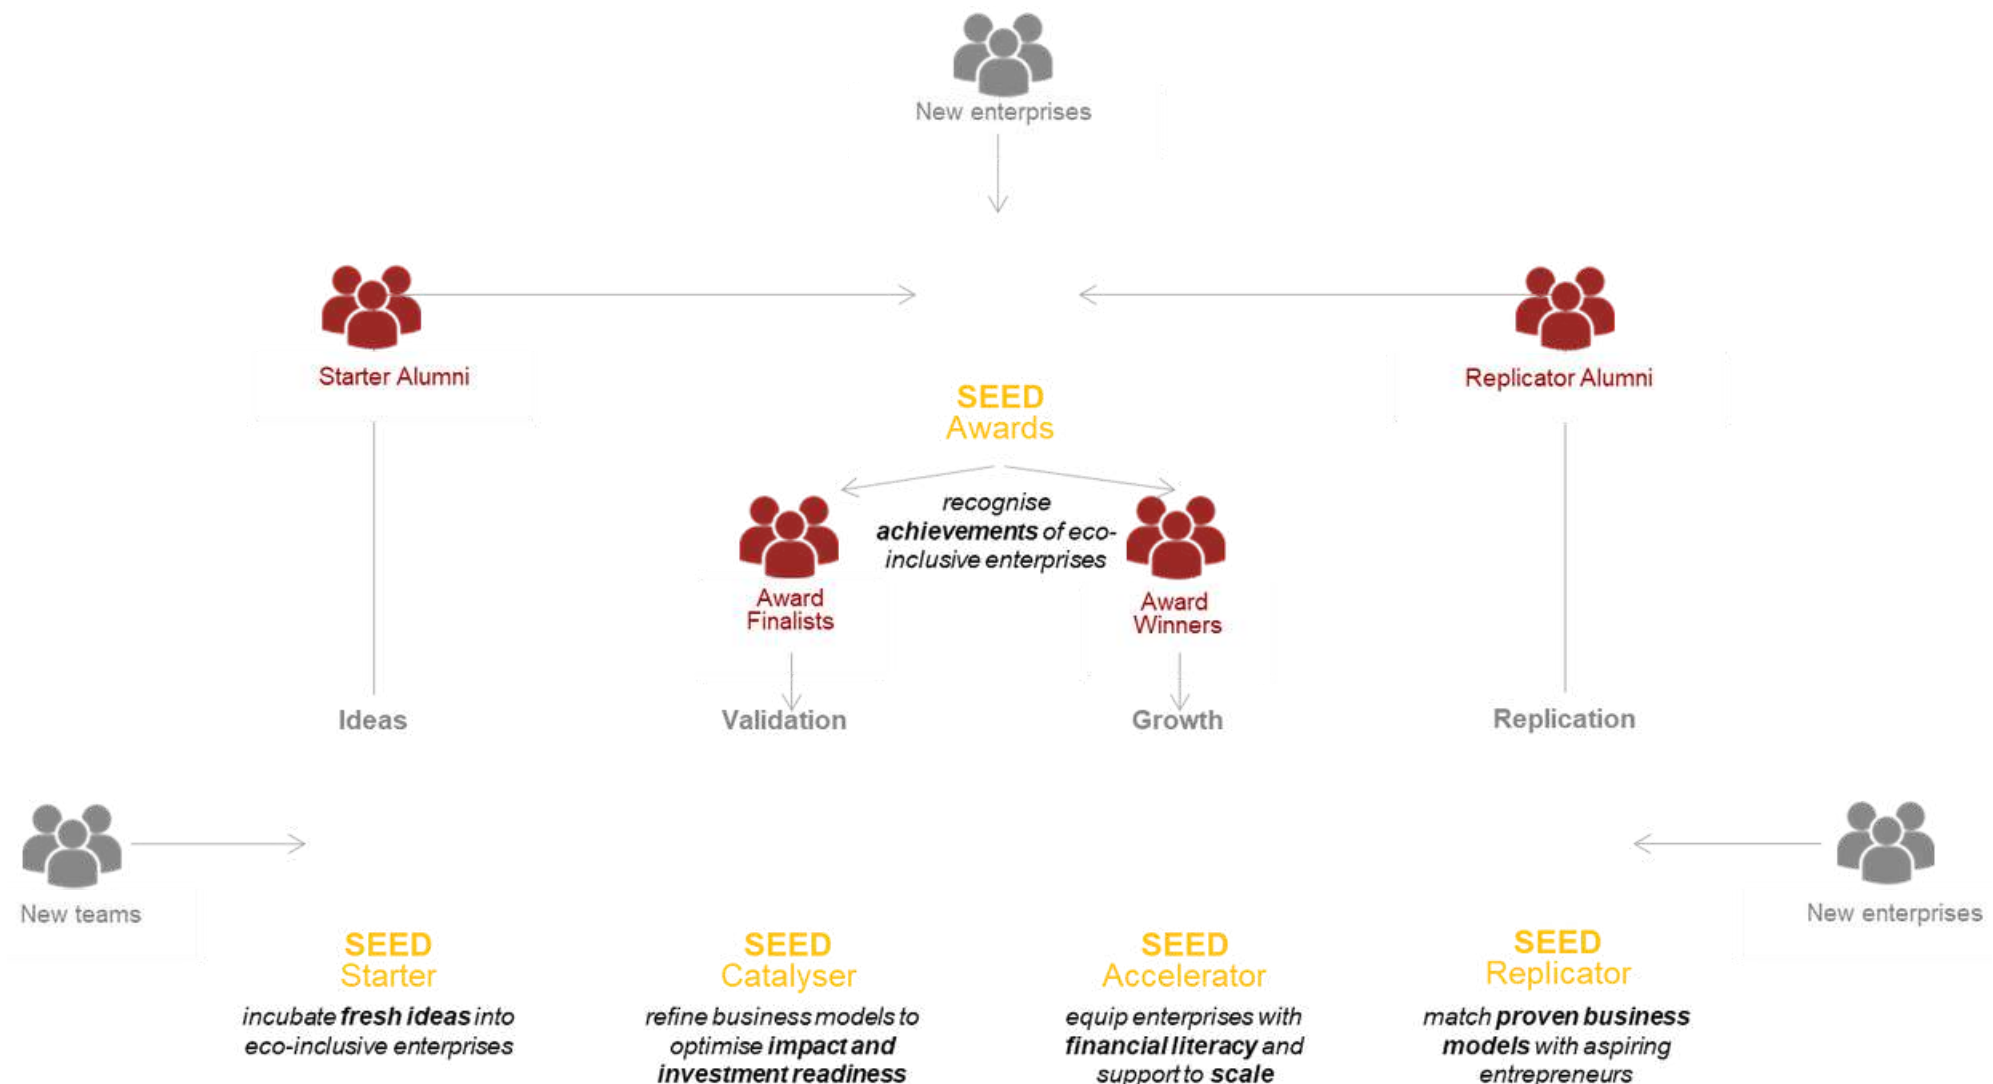 New enterprises
Starter Alumni
Replicator Alumni
SEED
Awards
recognise
achievements of eco-
inclusive enterprises
Award
Finalists
Award
Winners
Ideas
Validation
Growth
Replication
New teams
New enterprises
SEED
Starter
incubate fresh ideas into
eco-inclusive enterprises
SEED
Catalyser
refine business models to
optimise impact and
investment readiness
SEED
Accelerator
equip enterprises with
financial literacy and
support to scale
SEED
Replicator
match proven business
models with aspiring
entrepreneurs